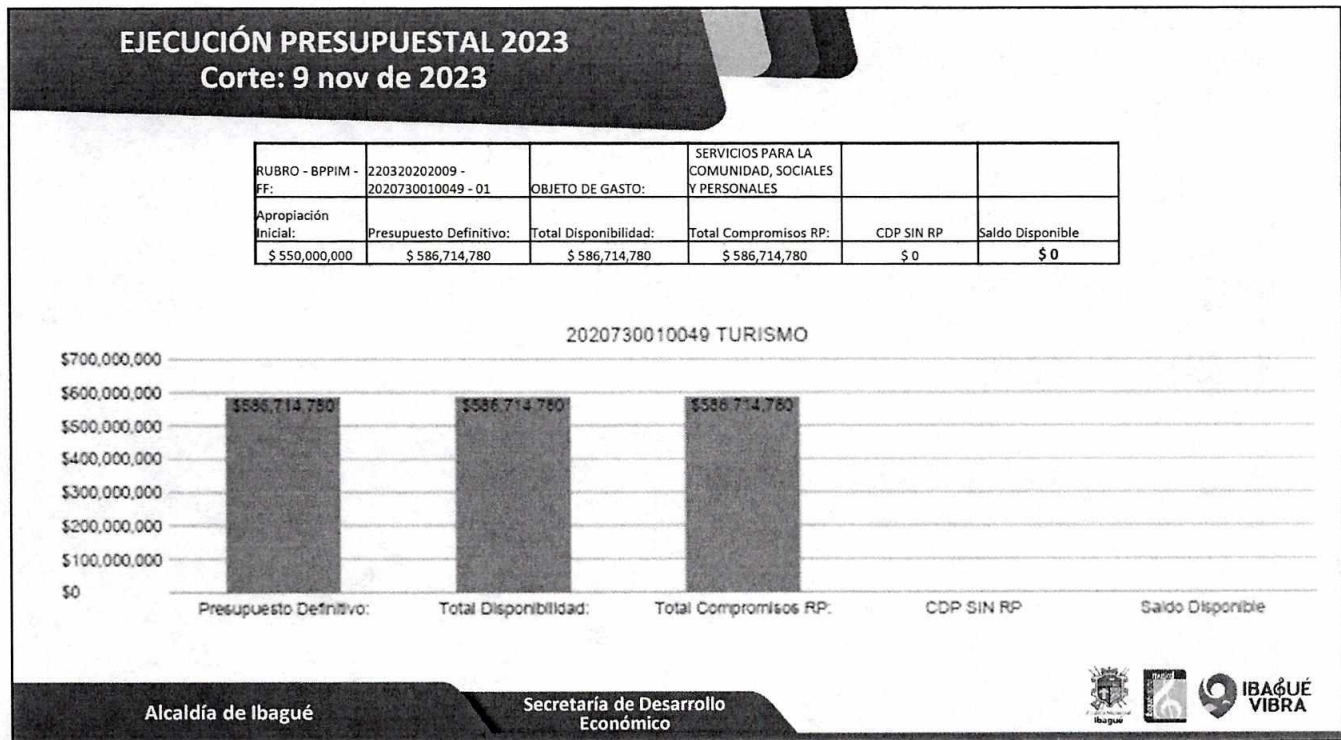 EJECUCIÓN PRESUPUESTAL 2023
Corte: 9 nov de 2023
RUBRO - BPPIM - FF: 220320202009 - 2020730010049 - 01 OBJETO DE GASTO: SERVICIOS PARA LA COMUNIDAD, SOCIALES Y PERSONALES
Apropiación Inicial: Presupuesto Definitivo: Total Disponibilidad: Total Compromisos RP: CDP SIN RP Saldo Disponible
$ 550,000,000 $ 586,714,780 $ 586,714,780 $ 586,714,780 $ 0 $ 0
2020730010049 TURISMO
$700,000,000
$600,000,000
$586,714,780 $586,714,780 $586,714,780
$500,000,000
$400,000,000
$300,000,000
$200,000,000
$100,000,000
$0
Presupuesto Definitivo: Total Disponibilidad: Total Compromisos RP: CDP SIN RP Saldo Disponible
Alcaldía de Ibagué
Secretaría de Desarrollo
Económico
Ibagué
musical
IBAGUÉ
VIBRA